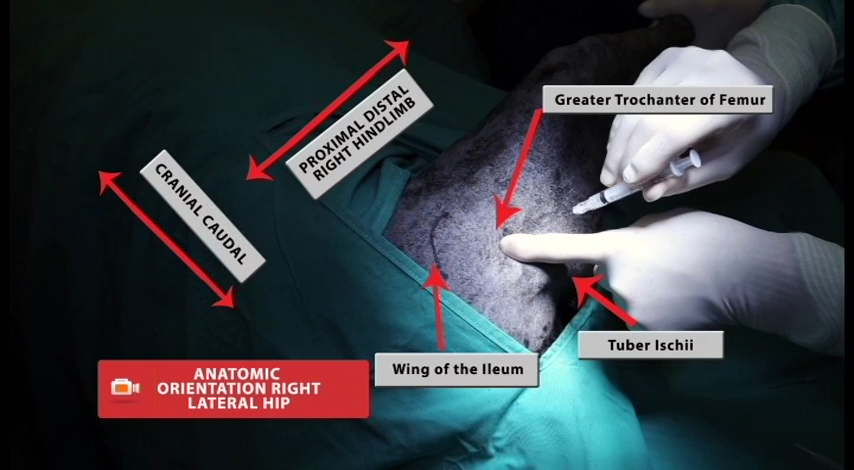 PROXIMAL DISTAL
RIGHT HINDLIMB
CRANIAL CAUDAL
Greater Trochanter of Femur
Tuber Ischii
Wing of the Ileum
ANATOMIC
ORIENTATION RIGHT
LATERAL HIP